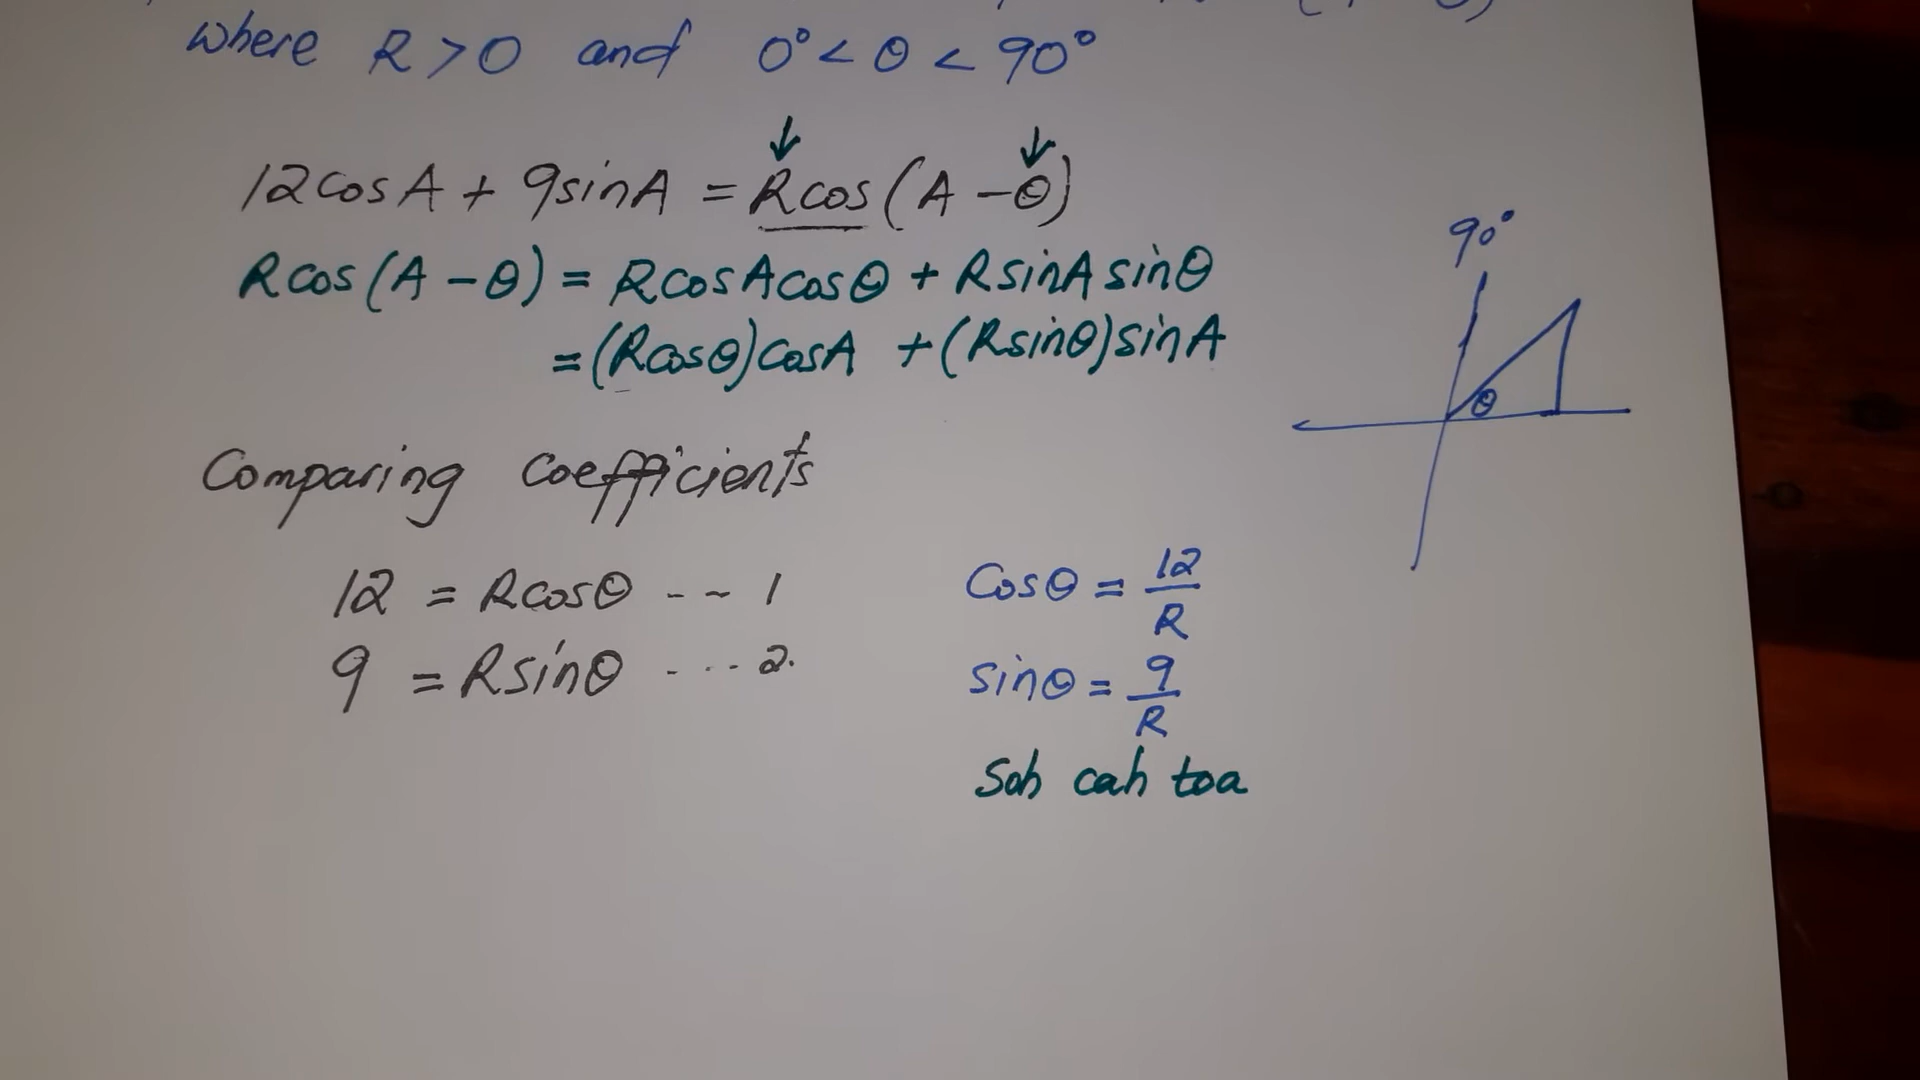 where R > 0 and 0° < θ < 90°
12cosA + 9sinA = Rcos(A - θ)
Rcos(A - θ) = RcosAcosθ + RsinAsinθ
= (Rcosθ)cosA + (Rsinθ)sinA
90°
θ
Comparing Coefficients
12 = Rcosθ - - ~ 1
9 = Rsinθ - - - - 2.
Cosθ = 12/R
sinθ = 9/R
Soh cah toa